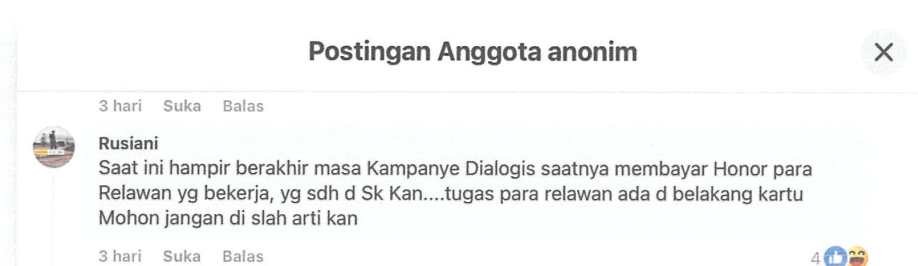 Postingan Anggota anonim
3 hari Suka Balas
Rusiani
Saat ini hampir berakhir masa Kampanye Dialogis saatnya membayar Honor para
Relawan yg bekerja, yg sdh d Sk Kan....tugas para relawan ada d belakang kartu
Mohon jangan di slah arti kan
3 hari Suka Balas
4